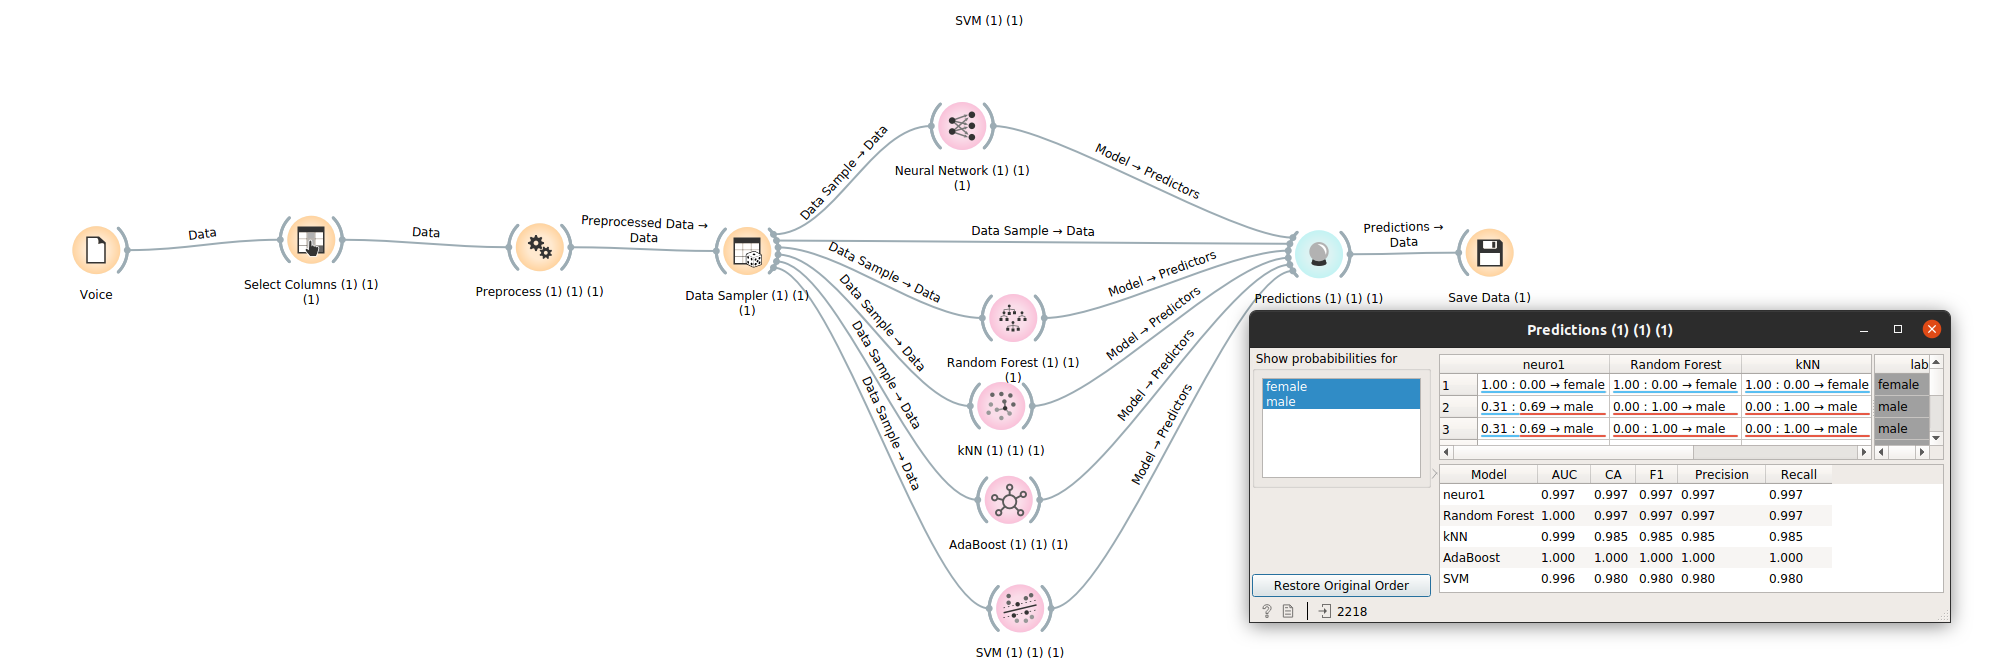 SVM (1) (1)
Neural Network (1) (1)
(1)
Voice
Data
Select Columns (1) (1)
(1)
Data
Preprocess (1) (1) (1)
Preprocessed Data →
Data
Data Sampler (1) (1)
(1)
Data Sample → Data
Data Sample → Data
Data Sample → Data
Data Sample → Data
Data Sample → Data
Data Sample → Data
Random Forest (1) (1)
(1)
kNN (1) (1) (1)
AdaBoost (1) (1) (1)
SVM (1) (1) (1)
Model → Predictors
Model → Predictors
Model → Predictors
Model → Predictors
Model → Predictors
Predictions →
Data
Predictions (1) (1) (1)
Save Data (1)
Predictions (1) (1) (1)
Show probabibilities for
female
male
neuro1 Random Forest kNN lab
1 1.00 : 0.00 → female 1.00 : 0.00 → female 1.00 : 0.00 → female female
2 0.31 : 0.69 → male 0.00 : 1.00 → male 0.00 : 1.00 → male male
3 0.31 : 0.69 → male 0.00 : 1.00 → male 0.00 : 1.00 → male male
Model AUC CA F1 Precision Recall
neuro1 0.997 0.997 0.997 0.997 0.997
Random Forest 1.000 0.997 0.997 0.997 0.997
kNN 0.999 0.985 0.985 0.985 0.985
AdaBoost 1.000 1.000 1.000 1.000 1.000
SVM 0.996 0.980 0.980 0.980 0.980
Restore Original Order
? 2218